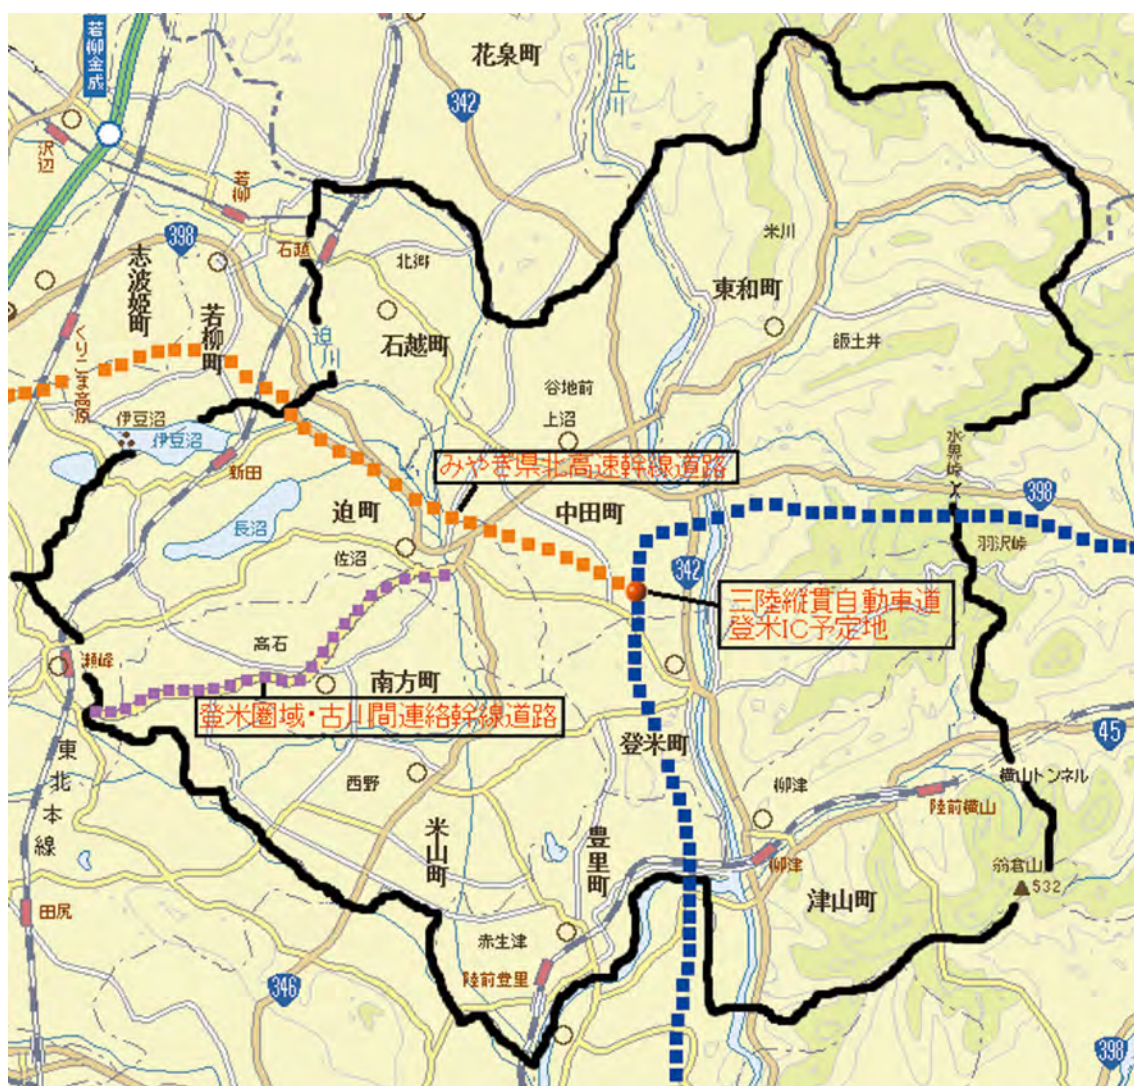 若柳金成
花泉町
北上川
342
沢辺
若柳
398
石越
北郷
米川
志波姫町
若柳町
迫川
石越町
東和町
飯土井
くりこま高原
谷地前
伊豆沼
伊豆沼
上沼
水界峠
新田
みやぎ県北高速幹線道路
398
迫町
中田町
長沼
佐沼
羽沢峠
342
三陸縦貫自動車道
登米IC予定地
高石
瀬峰
南方町
登米圏域・古川間連絡幹線道路
登米町
45
東北本線
西野
柳津
横山トンネル
陸前横山
米山町
豊里町
柳津
翁倉山
532
田尻
津山町
赤生津
陸前豊里
346
398